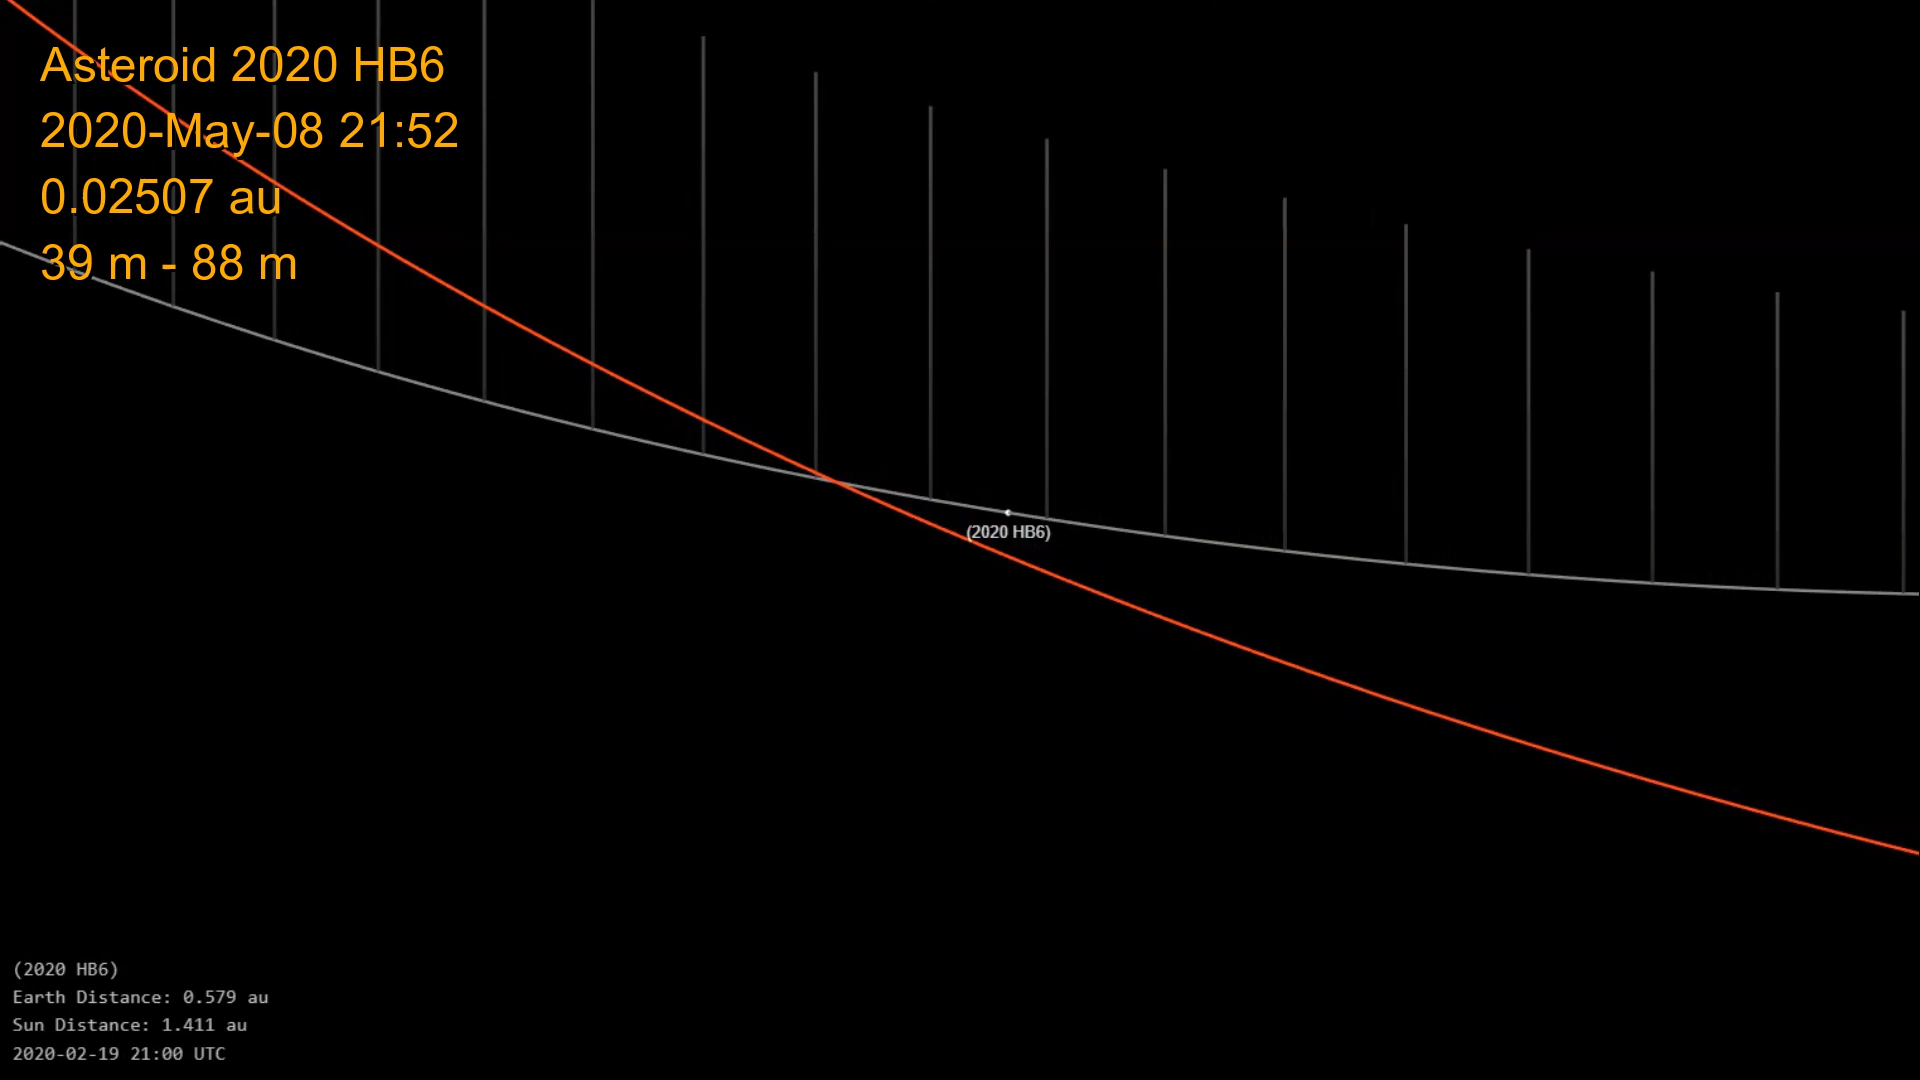 Asteroid 2020 HB6
2020-May-08 21:52
0.02507 au
39 m - 88 m
(2020 HB6)
(2020 HB6)
Earth Distance: 0.579 au
Sun Distance: 1.411 au
2020-02-19 21:00 UTC